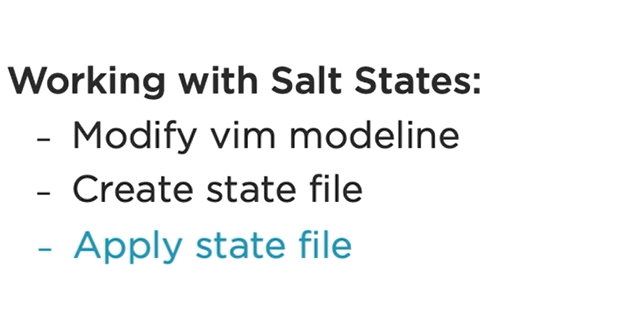 Working with Salt States:
– Modify vim modeline
– Create state file
– Apply state file